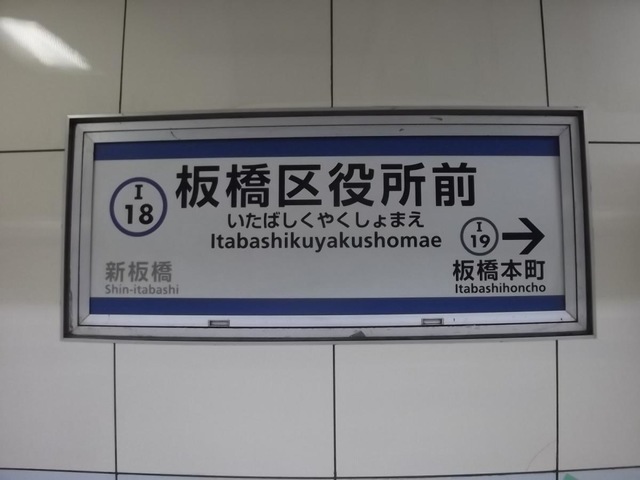 I
18
板橋区役所前
いたばしくやくしょまえ
Itabashikuyakushomae
I
19
新板橋
Shin-itabashi
板橋本町
Itabashihoncho